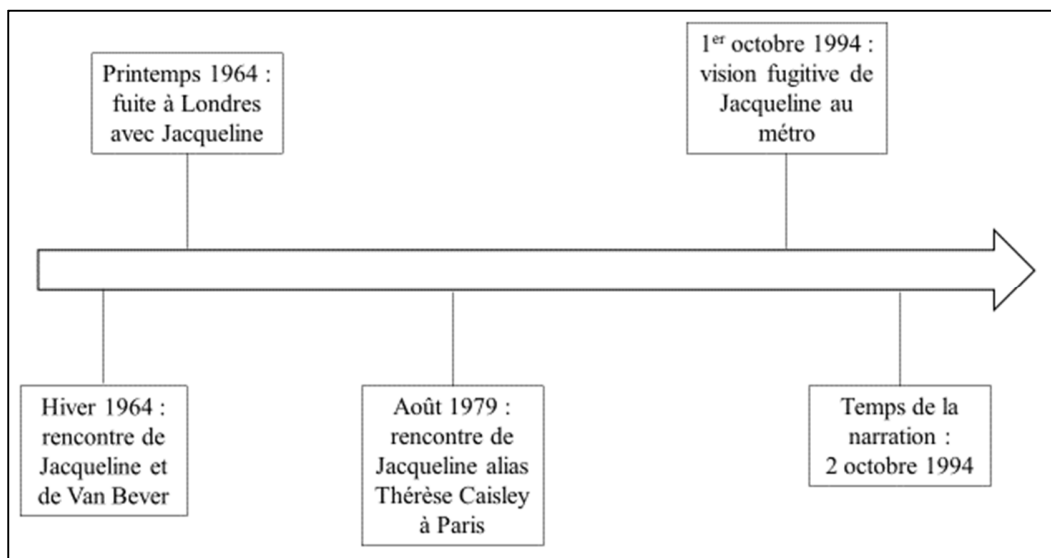 Printemps 1964 :
fuite à Londres
avec Jacqueline
1er octobre 1994 :
vision fugitive de
Jacqueline au
métro
Hiver 1964 :
rencontre de
Jacqueline et
de Van Bever
Août 1979 :
rencontre de
Jacqueline alias
Thérèse Caisley
à Paris
Temps de la
narration :
2 octobre 1994